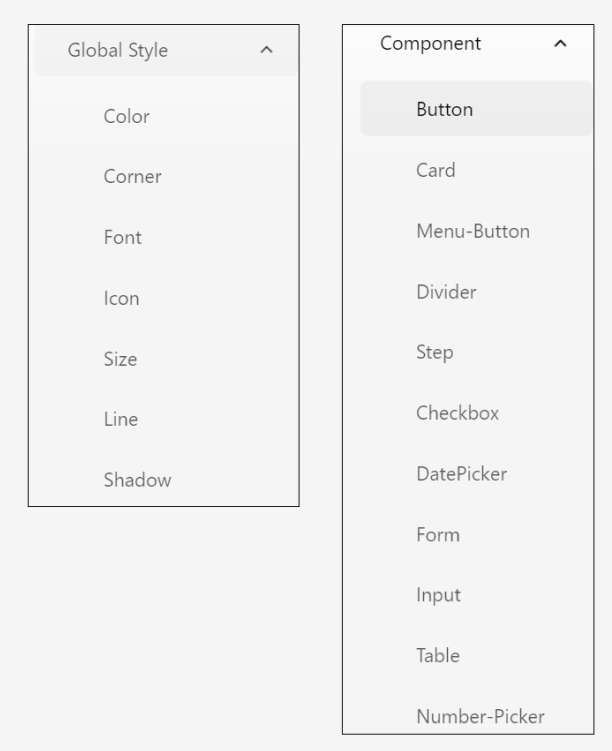 Global Style
Color
Corner
Font
Icon
Size
Line
Shadow
Component
Button
Card
Menu-Button
Divider
Step
Checkbox
DatePicker
Form
Input
Table
Number-Picker